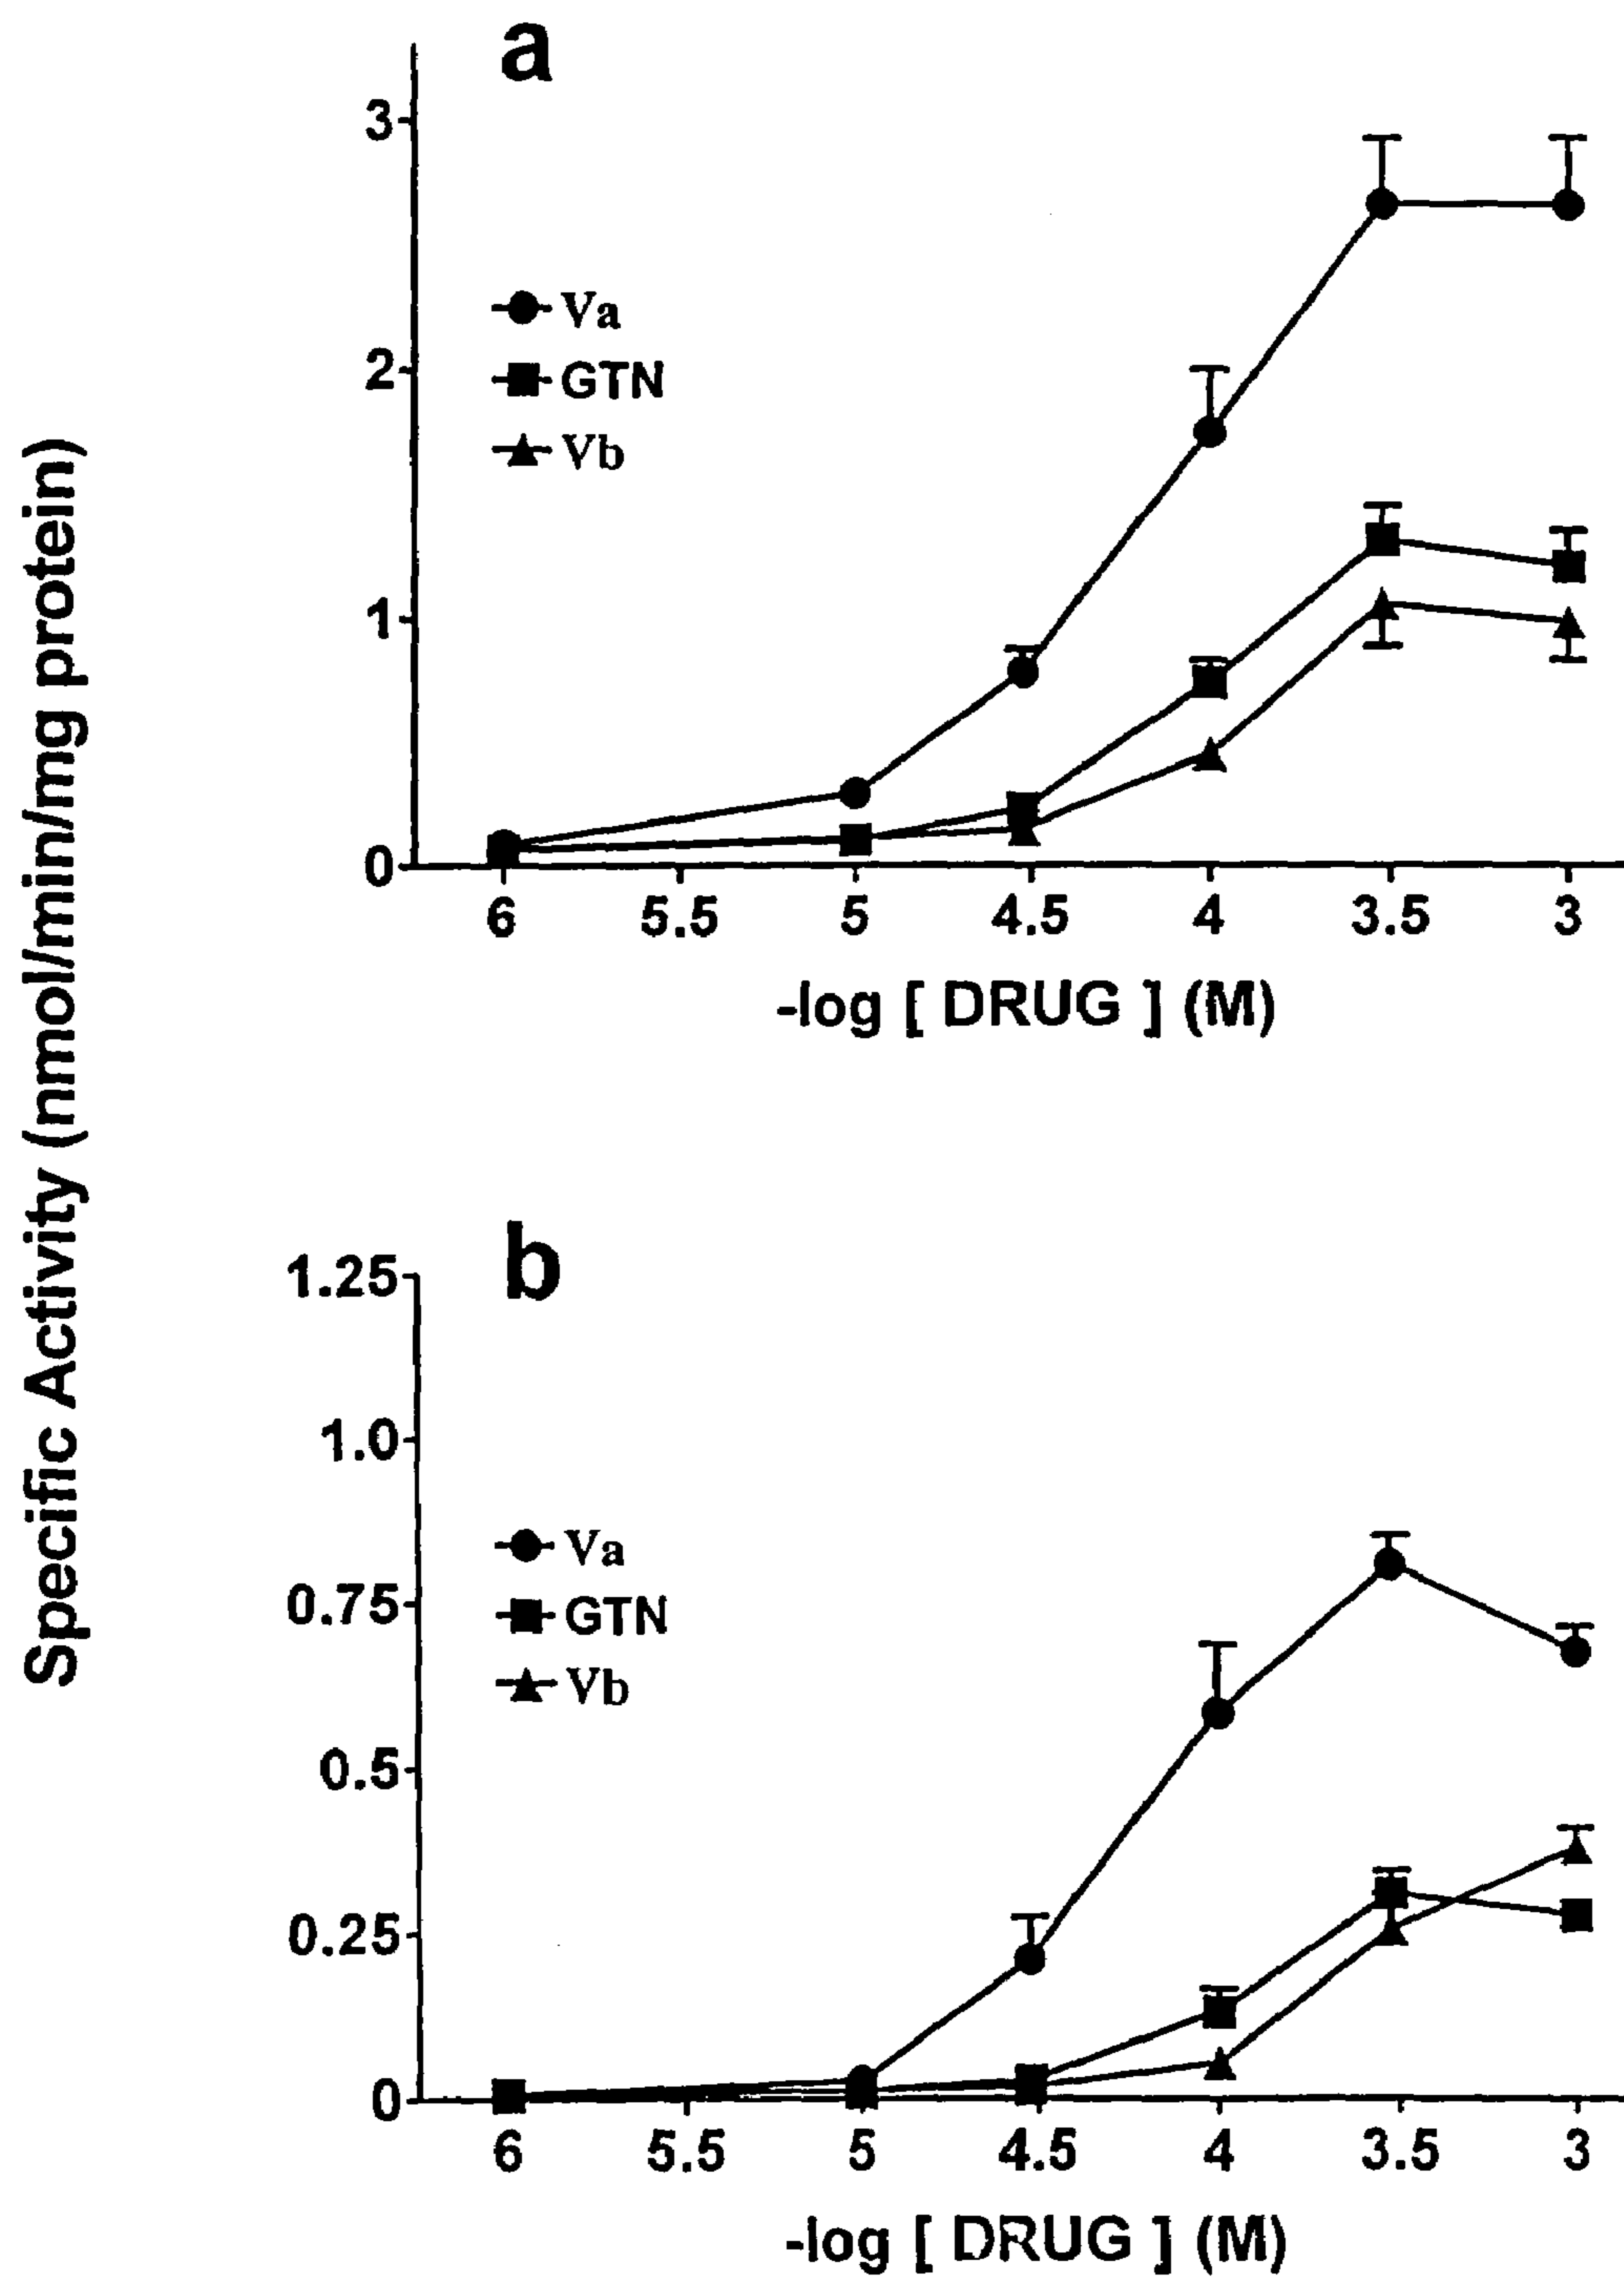 Specific Activity (nmol/min/mg protein)
a
3
2
1
0
Va
GTN
Vb
6 5.5 5 4.5 4 3.5 3
-log [ DRUG ] (M)
b
1.25
1.0
0.75
0.5
0.25
0
Va
GTN
Vb
6 5.5 5 4.5 4 3.5 3
-log [ DRUG ] (M)